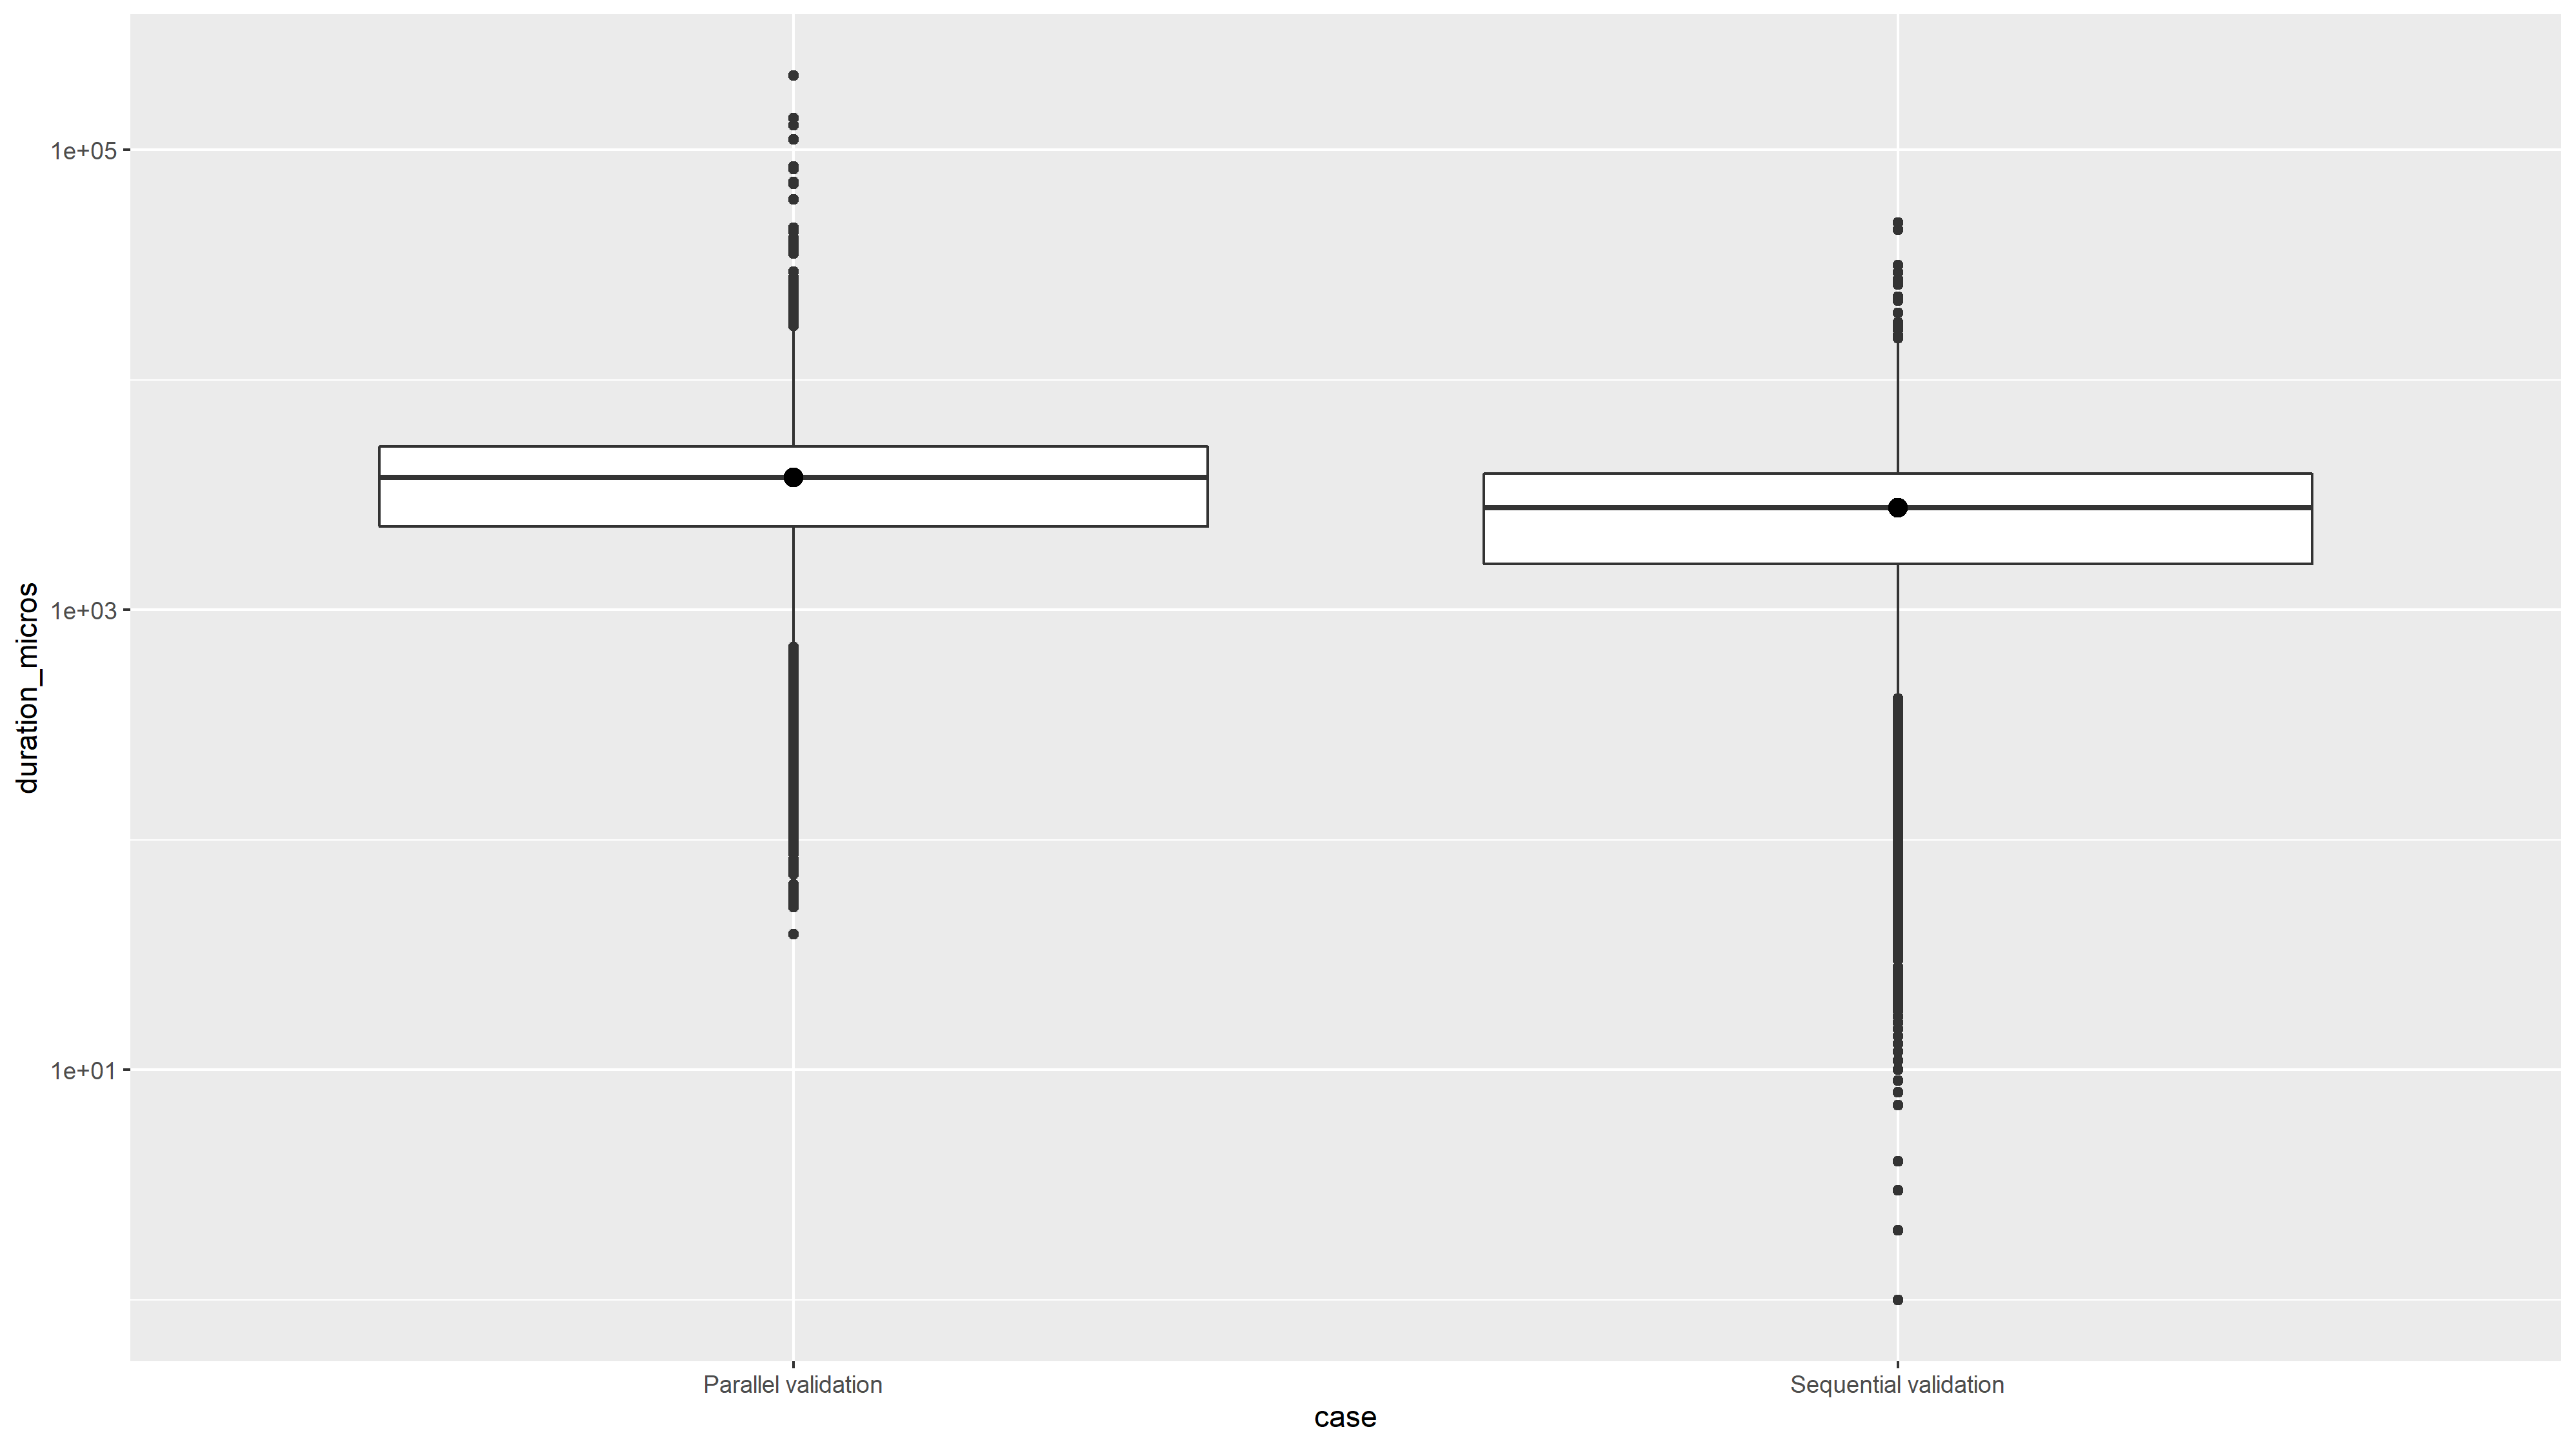 duration_micros
1e+05
1e+03
1e+01
Parallel validation
Sequential validation
case